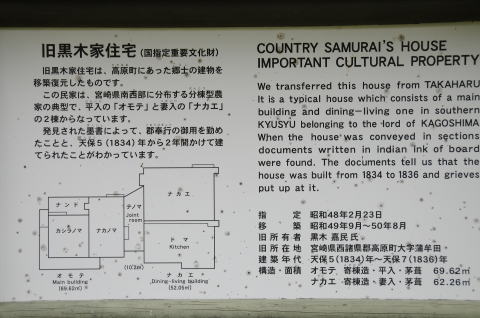 旧黒木家住宅 (国指定重要文化財)
旧黒木家住宅は、高原町にあった郷士の建物を
移築復元したものです。
この民家は、宮崎県南西部に分布する分棟型農
家の典型で、平入の「オモテ」と妻入の「ナカエ」
の2棟からなっています。
発見された墨書によって、郡奉行の御用を勤め
たことと、天保5(1834)年から2年間かけて建
てられたことがわかっています。
ナカエ
ナンド
テノマ
Joint
room
カシラノマ
ナカノマ
ドマ
Kitchen
(10.2㎡)
オモテ
Main building
(69.62㎡)
ナカエ
Dining-living building
(52.05㎡)
COUNTRY SAMURAI'S HOUSE
IMPORTANT CULTURAL PROPERTY
We transferred this house from TAKAHARU
It is a typical house which consists of a main
building and dining-living one in southern
KYUSYU belonging to the lord of KAGOSHIMA
When the house was conveyed in sections
documents written in indian ink of board
were found. The documents tell us that the
house was built from 1834 to 1836 and grieves
put up at it.
指定 昭和48年2月23日
移築 昭和49年9月~50年8月
旧所有者 黒木 嘉民氏
旧所在地 宮崎県西諸県郡高原町大字蒲牟田
建築年代 天保5(1834)年~天保7(1836)年
構造・面積 オモテ 寄棟造・平入・茅葺 69.62㎡
ナカエ 寄棟造・妻入・茅葺 62.26㎡